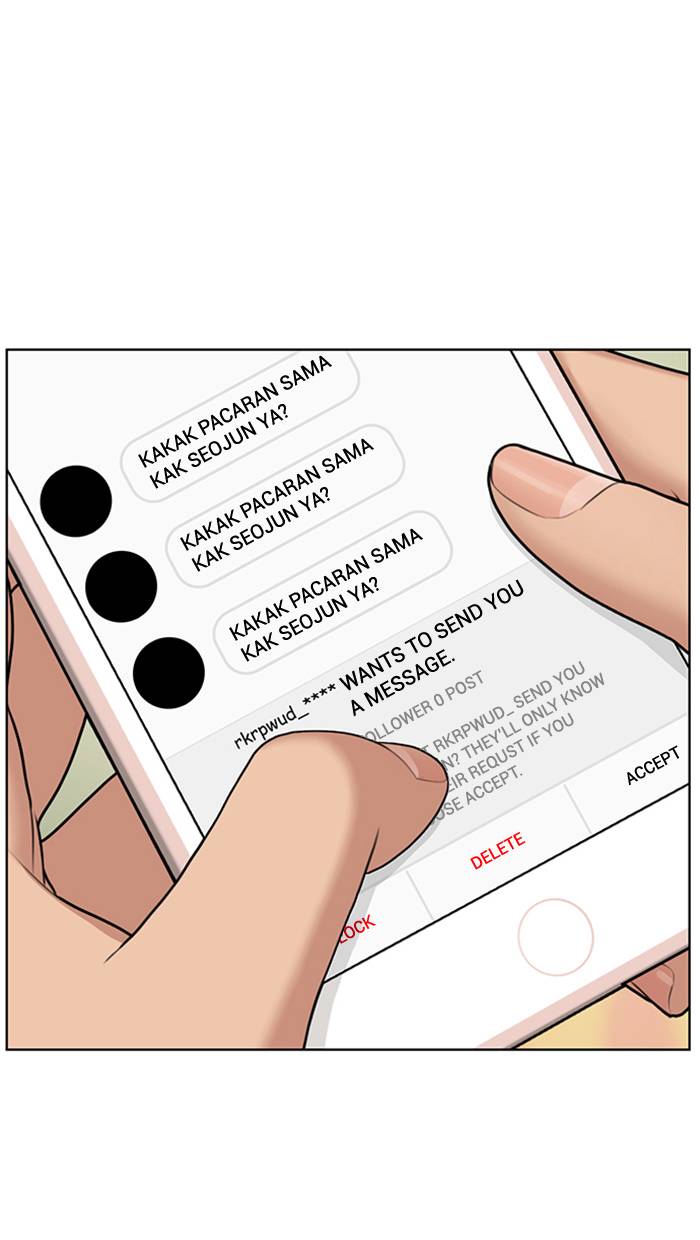 KAKAK PACARAN SAMA
KAK SEOJUN YA?
KAKAK PACARAN SAMA
KAK SEOJUN YA?
KAKAK PACARAN SAMA
KAK SEOJUN YA?
rkrpwud_**** WANTS TO SEND YOU
A MESSAGE.
FOLLOWER 0 POST
RKRPWUD_ SEND YOU
THEY'LL ONLY KNOW
REQUST IF YOU
ACCEPT.
LOCK
DELETE
ACCEPT